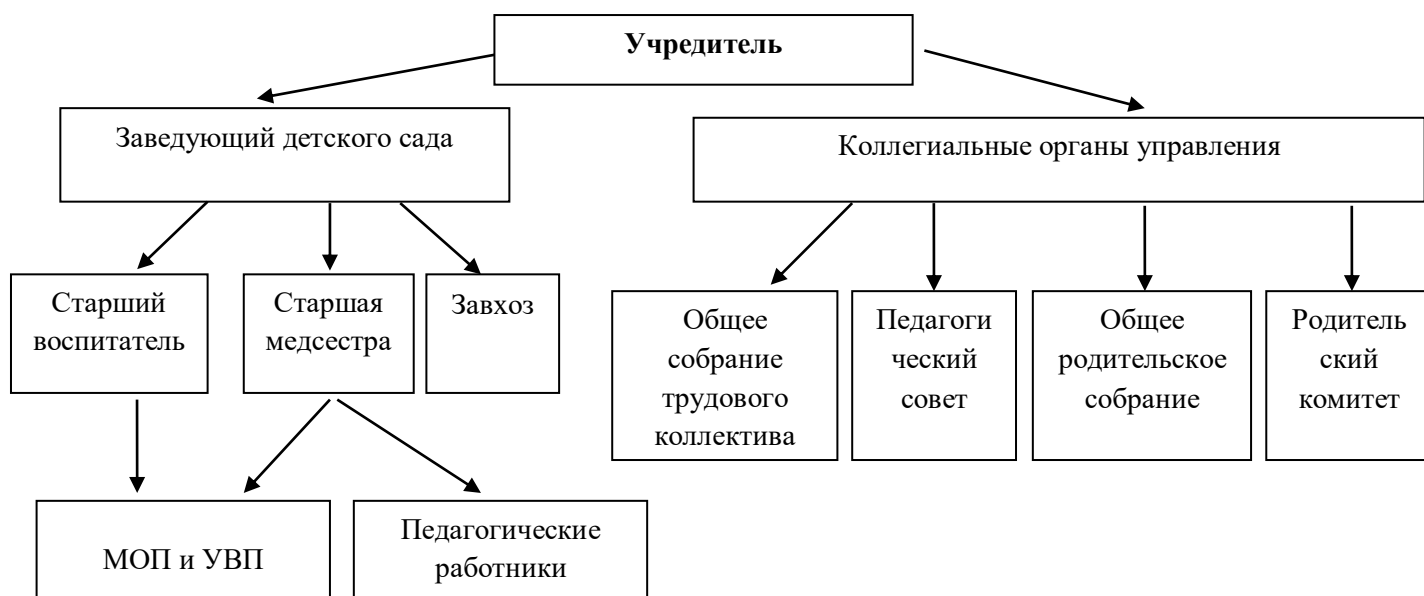 Учредитель
Заведующий детского сада
Коллегиальные органы управления
Старший
воспитатель
Старшая
медсестра
Завхоз
Общее
собрание
трудового
коллектива
Педагоги
ческий
совет
Общее
родительское
собрание
Родитель
ский
комитет
МОП и УВП
Педагогические
работники